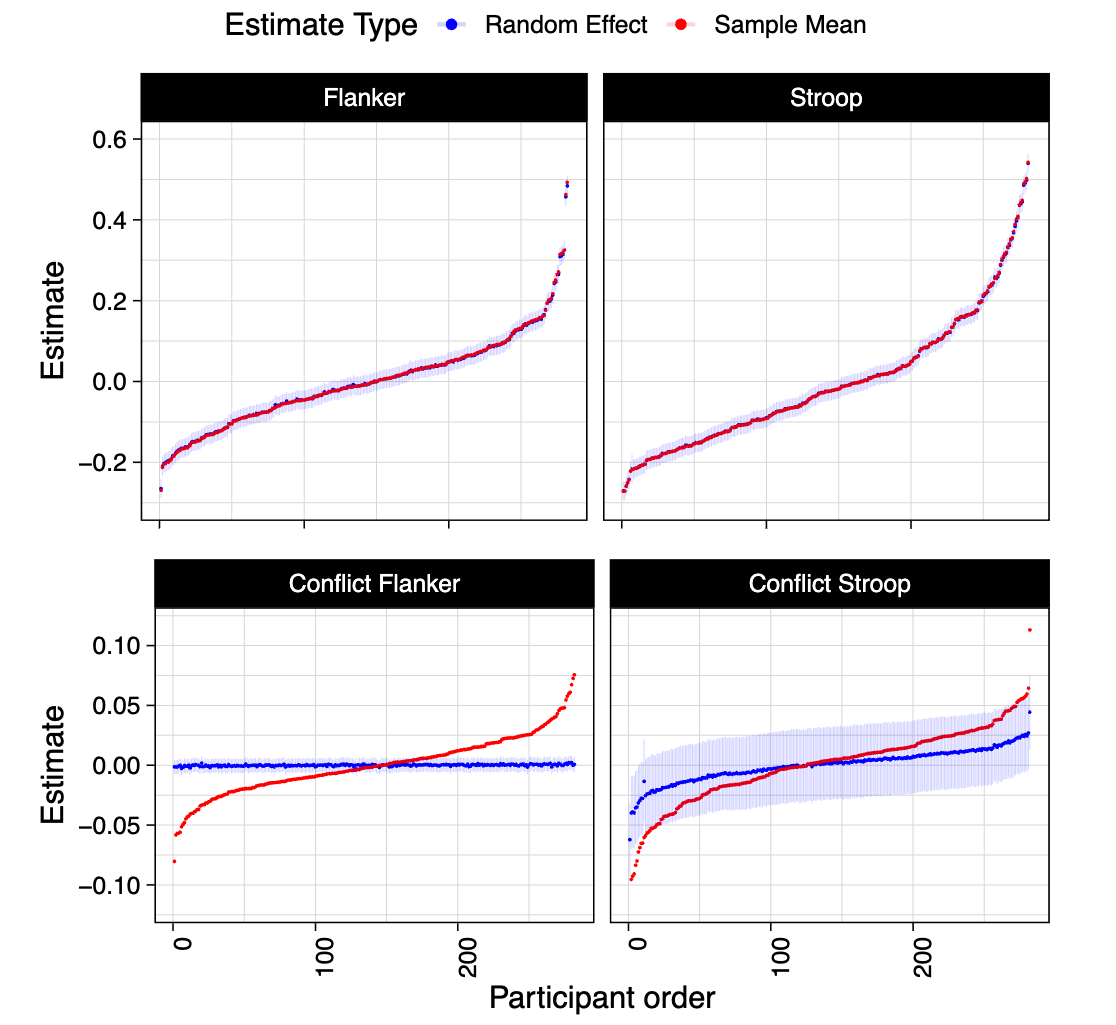 Estimate Type Random Effect Sample Mean
Flanker Stroop
0.6
0.4
0.2
0.0
−0.2
Estimate
Conflict Flanker Conflict Stroop
0.10
0.05
0.00
−0.05
−0.10
Estimate
0 100 200 0 100 200
Participant order